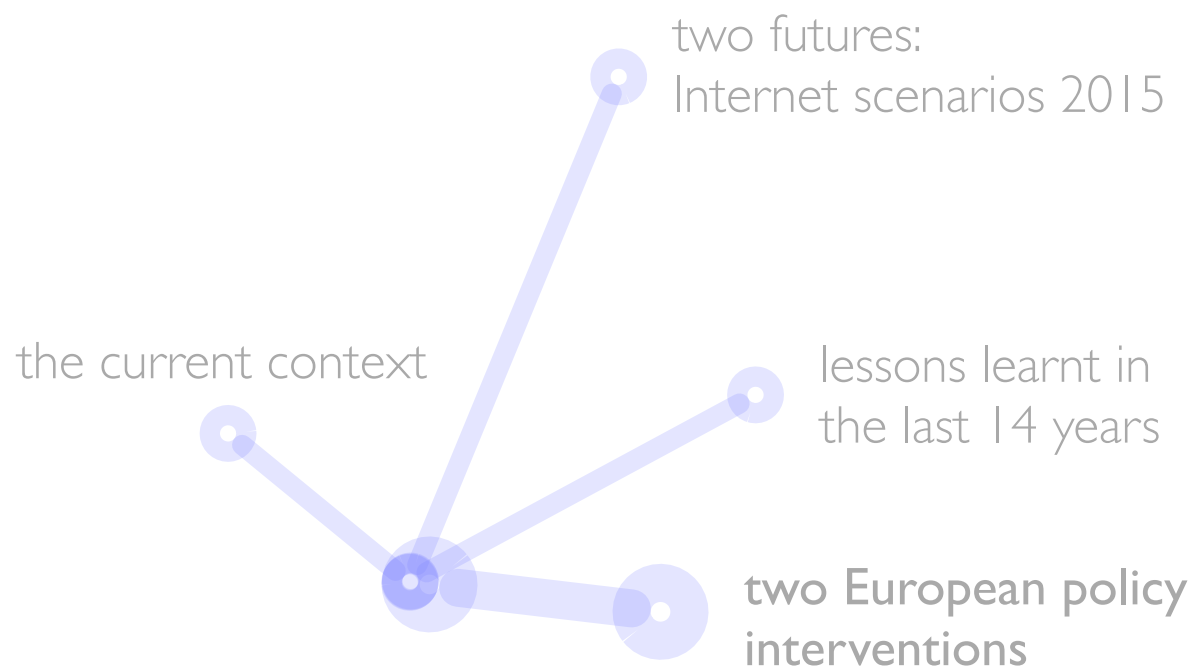 two futures:
Internet scenarios 2015
the current context
lessons learnt in
the last 14 years
two European policy
interventions